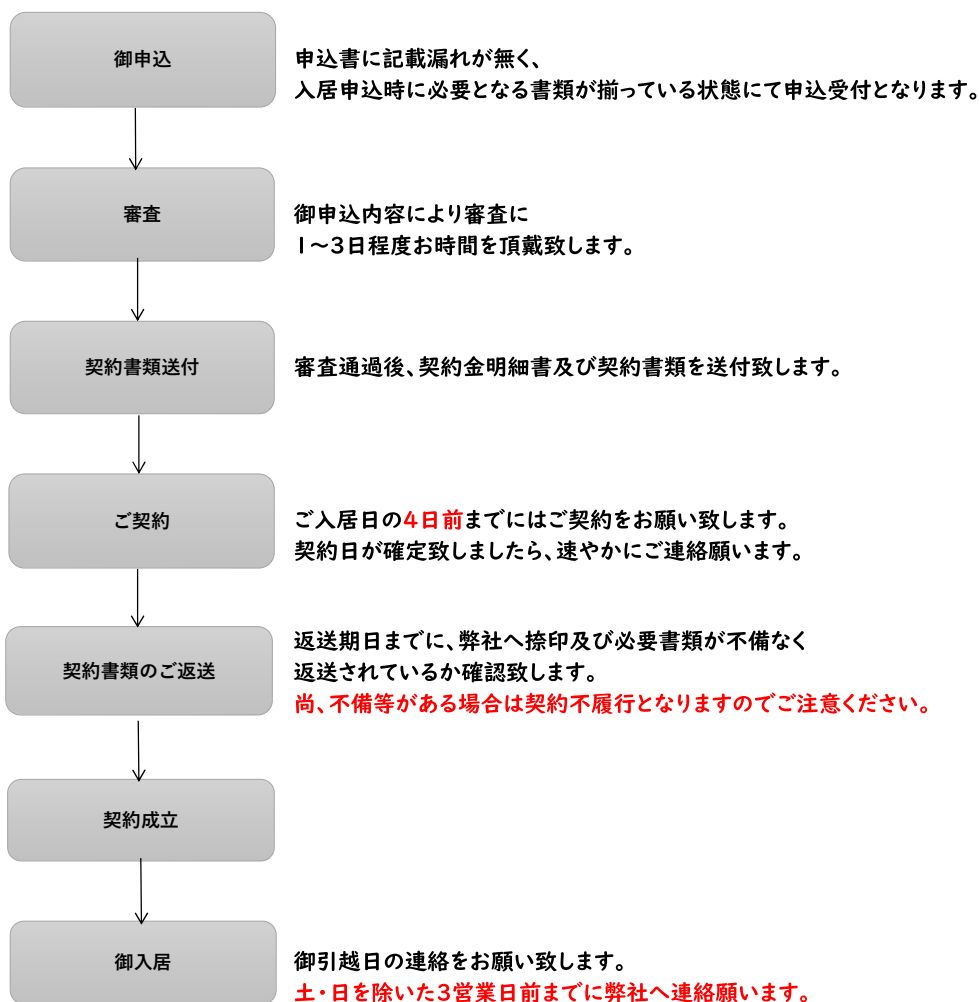 御申込
申込書に記載漏れが無く、
入居申込時に必要となる書類が揃っている状態にて申込受付となります。
審査
御申込内容により審査に
1～3日程度お時間を頂戴致します。
契約書類送付
審査通過後、契約金明細書及び契約書類を送付致します。
ご契約
ご入居日の4日前までにはご契約をお願い致します。
契約日が確定致しましたら、速やかにご連絡願います。
契約書類のご返送
返送期日までに、弊社へ捺印及び必要書類が不備なく
返送されているか確認致します。
尚、不備等がある場合は契約不履行となりますのでご注意ください。
契約成立
御入居
御引越日の連絡をお願い致します。
土・日を除いた3営業日前までに弊社へ連絡願います。